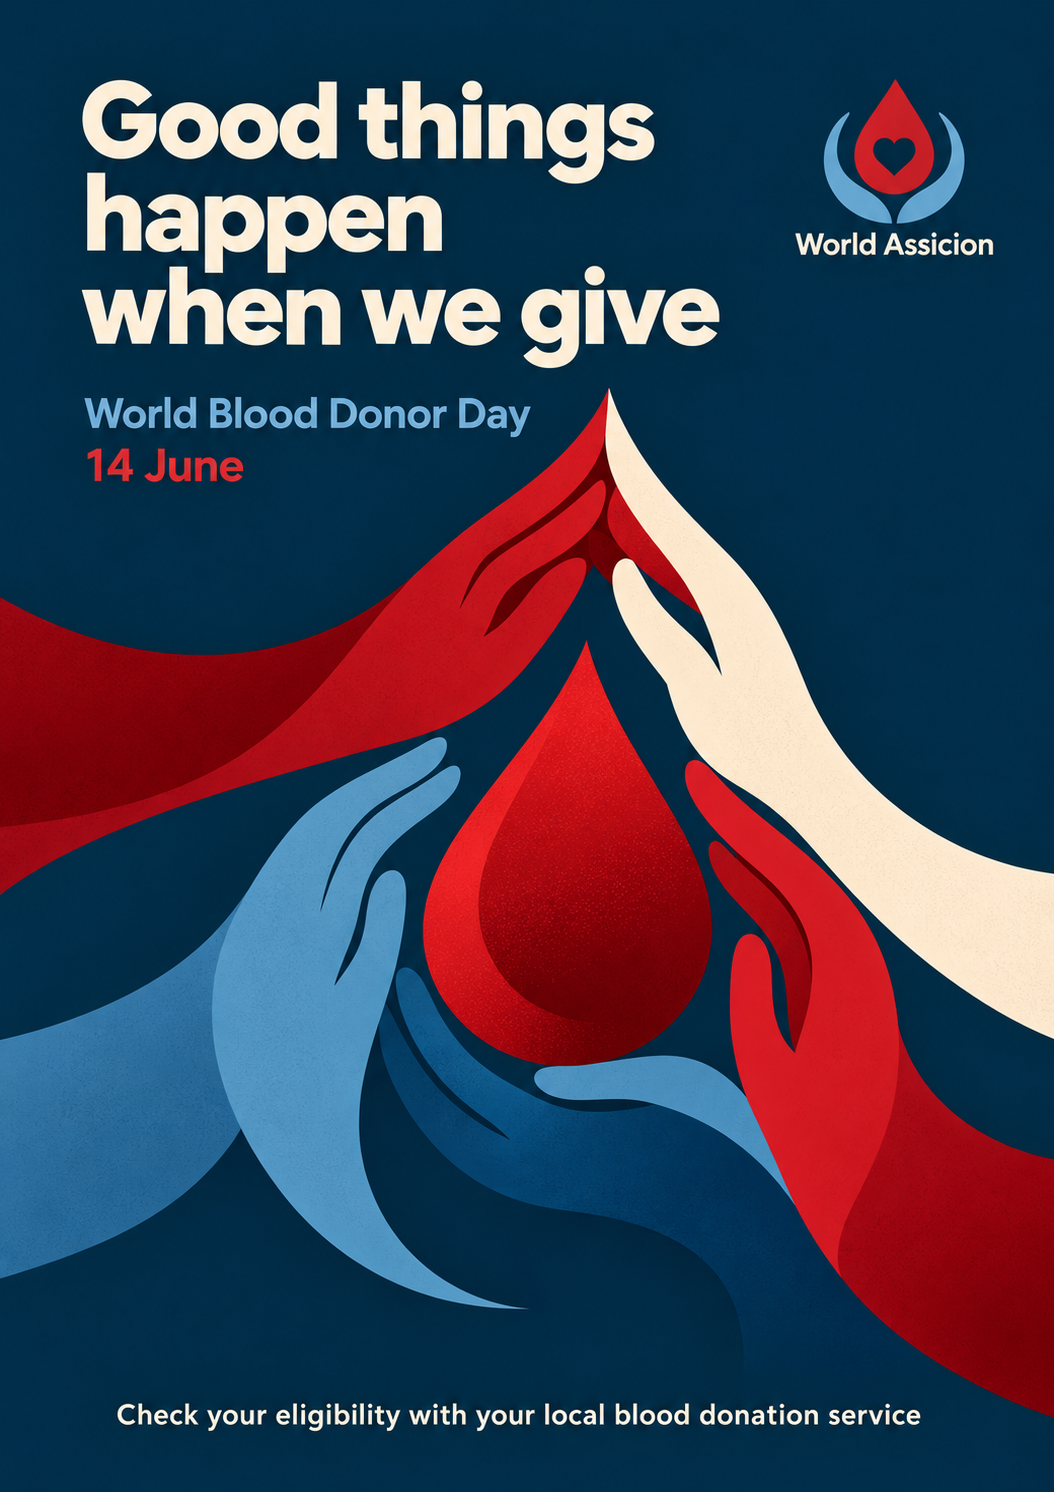 Good things
happen
when we give
World Assicion
World Blood Donor Day
14 June
Check your eligibility with your local blood donation service